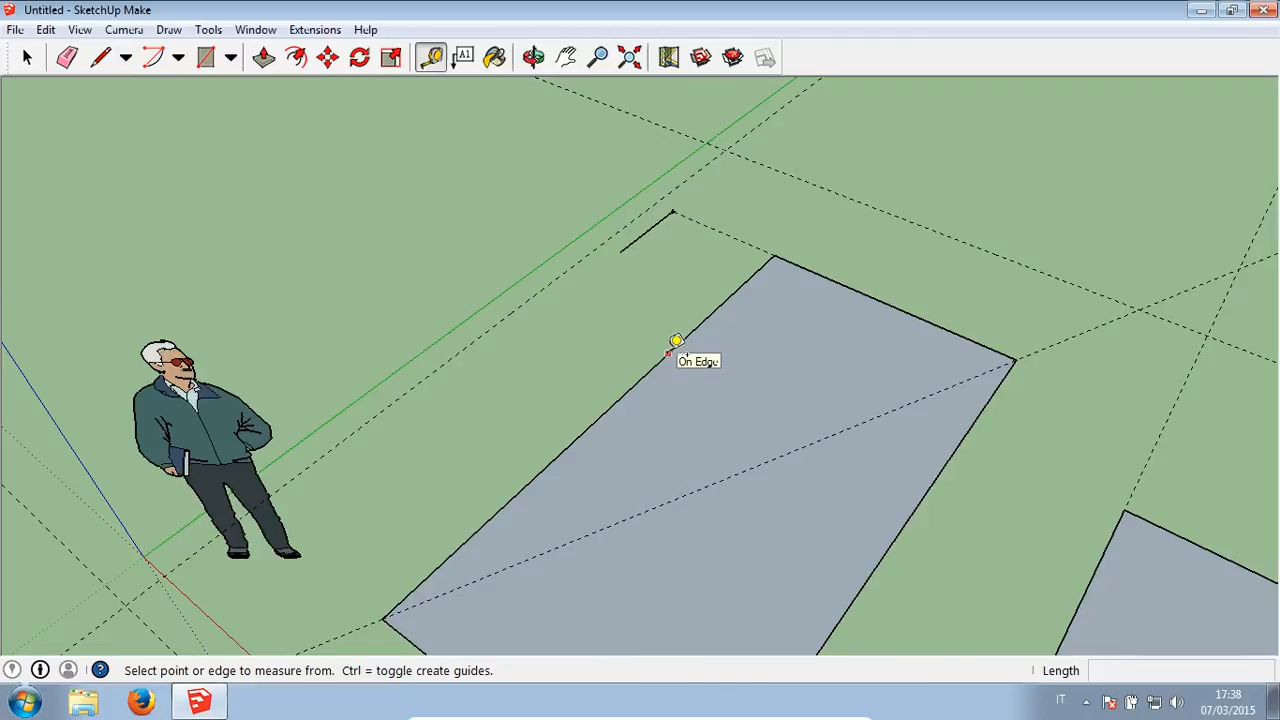 Untitled - SketchUp Make
File Edit View Camera Draw Tools Window Extensions Help
A1
On Edge
Select point or edge to measure from. Ctrl = toggle create guides.
Length
IT
17:38
07/03/2015